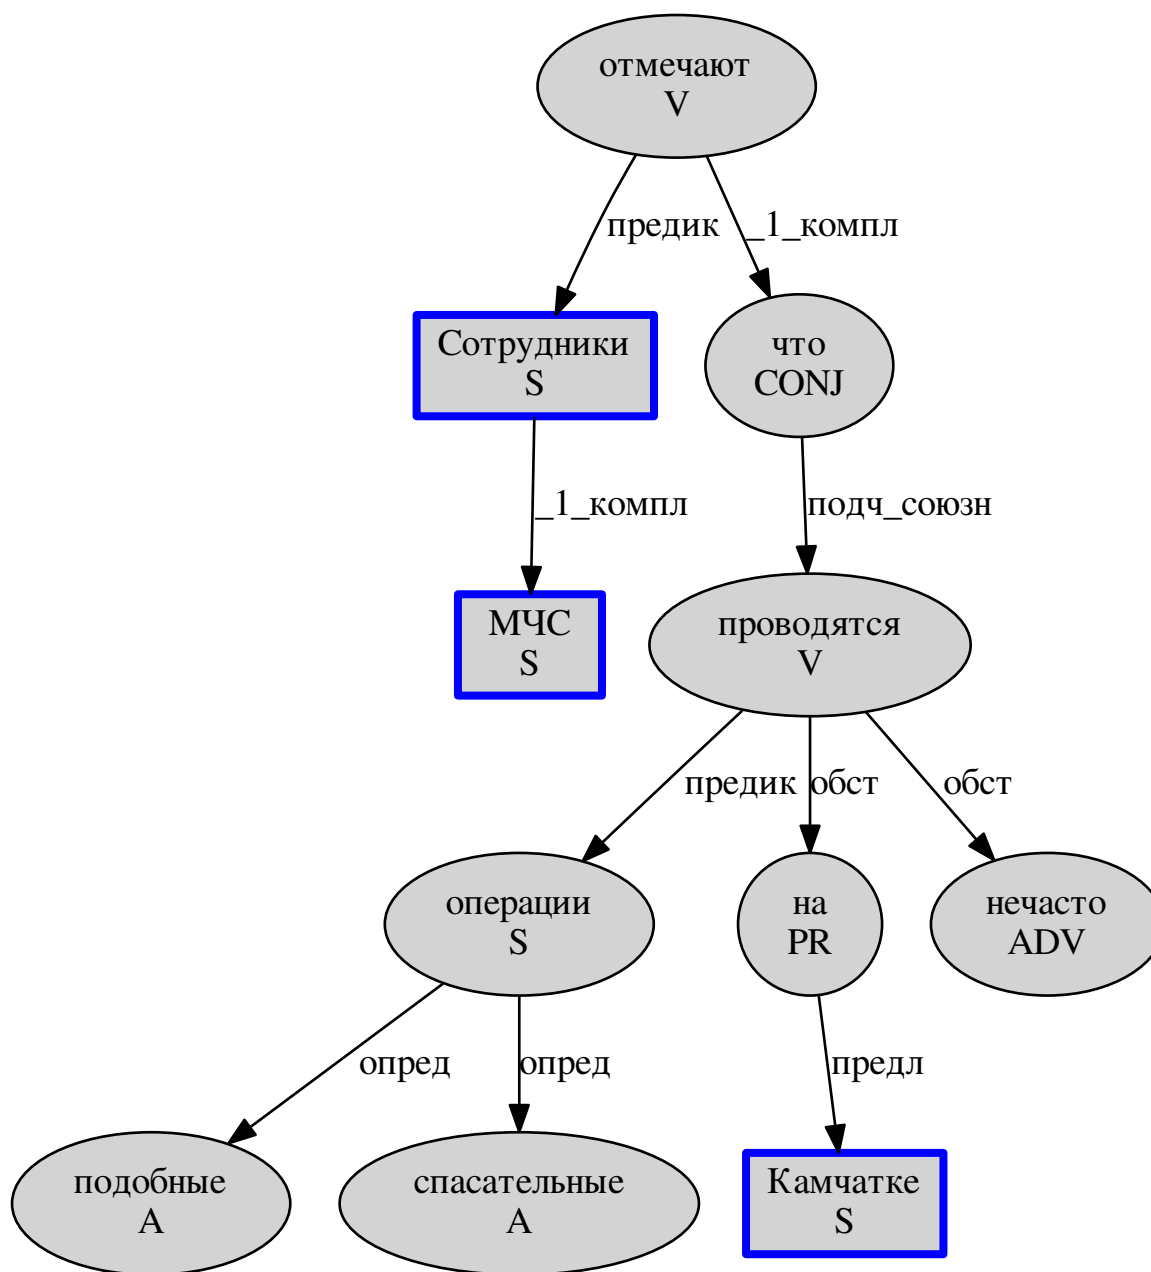 отмечают
V
предик
_1_компл
Сотрудники
S
что
CONJ
_1_компл
подч_союзн
МЧС
S
проводятся
V
предик
обст
обст
операции
S
на
PR
нечасто
ADV
опред
опред
предл
подобные
A
спасательные
A
Камчатке
S